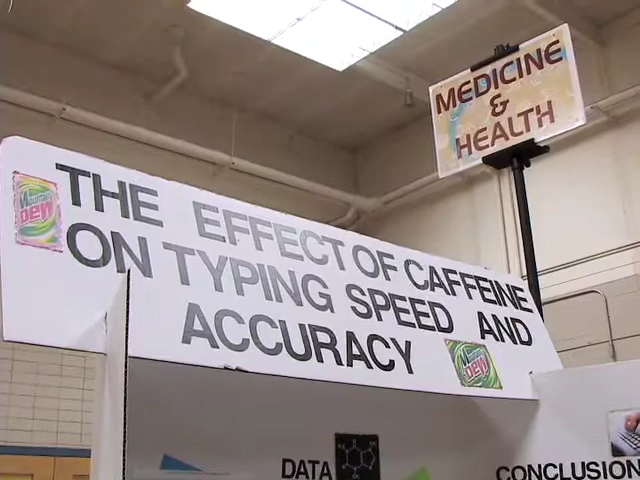 MEDICINE
&
HEALTH
THE EFFECT OF CAFFEINE
ON TYPING SPEED AND
ACCURACY
Mountain
Dew
Mountain
Dew
DATA
CONCLUSION